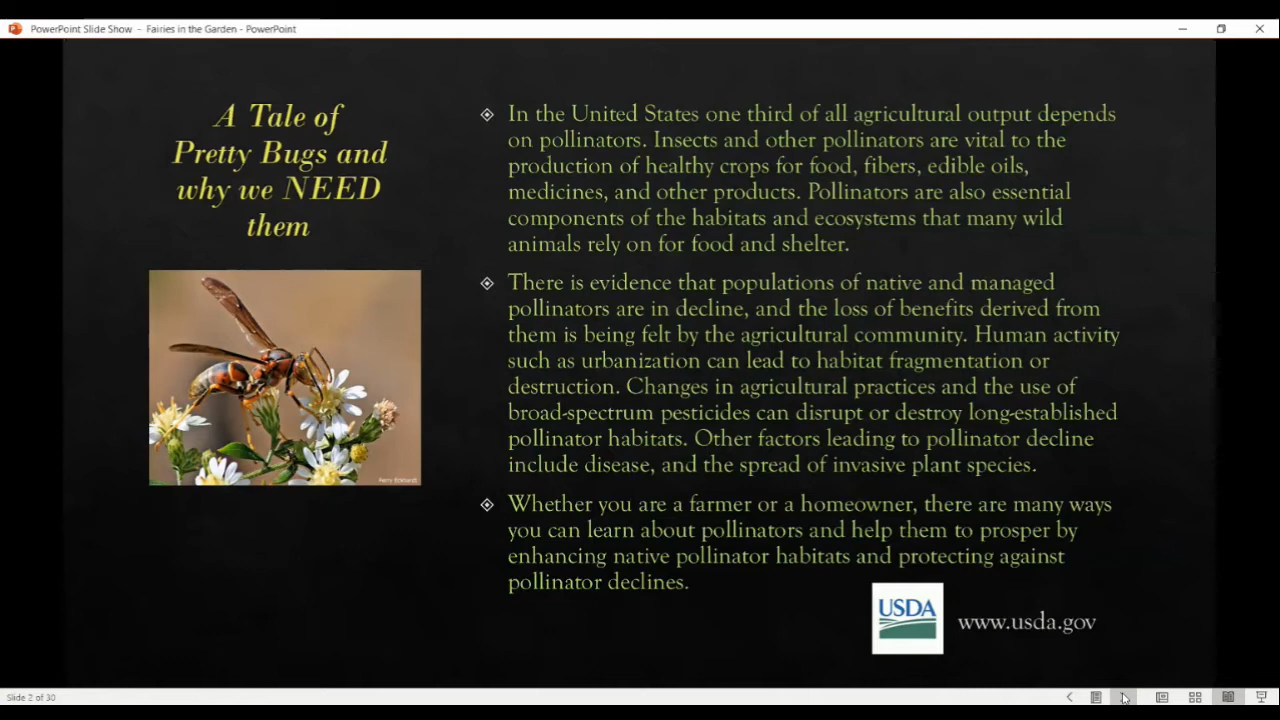 PowerPoint Slide Show - Fairies in the Garden - PowerPoint
A Tale of
Pretty Bugs and
why we NEED
them
In the United States one third of all agricultural output depends
on pollinators. Insects and other pollinators are vital to the
production of healthy crops for food, fibers, edible oils,
medicines, and other products. Pollinators are also essential
components of the habitats and ecosystems that many wild
animals rely on for food and shelter.
There is evidence that populations of native and managed
pollinators are in decline, and the loss of benefits derived from
them is being felt by the agricultural community. Human activity
such as urbanization can lead to habitat fragmentation or
destruction. Changes in agricultural practices and the use of
broad-spectrum pesticides can disrupt or destroy long-established
pollinator habitats. Other factors leading to pollinator decline
include disease, and the spread of invasive plant species.
Whether you are a farmer or a homeowner, there are many ways
you can learn about pollinators and help them to prosper by
enhancing native pollinator habitats and protecting against
pollinator declines.
USDA
www.usda.gov
Slide 2 of 30